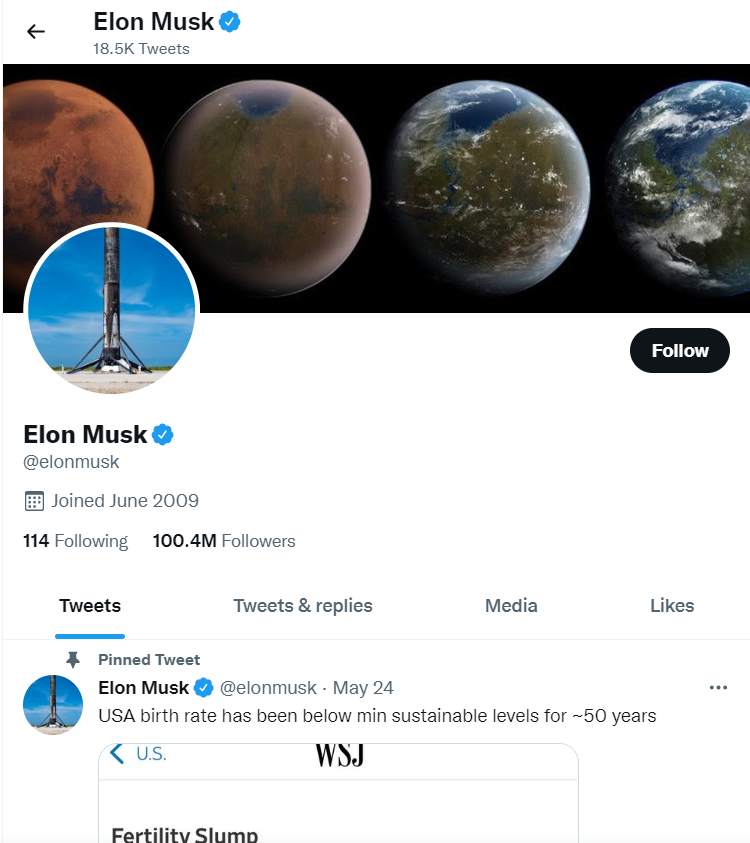 Elon Musk
18.5K Tweets
Follow
Elon Musk
@elonmusk
Joined June 2009
114 Following 100.4M Followers
Tweets Tweets & replies Media Likes
Pinned Tweet
Elon Musk @elonmusk · May 24
USA birth rate has been below min sustainable levels for ~50 years
U.S. WSJ
Fertility Slump